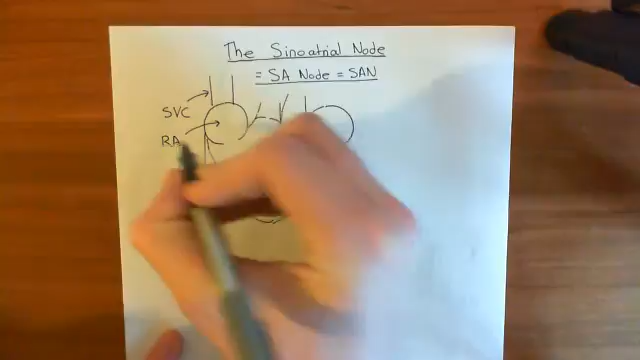 The Sinoatrial Node
= SA Node = SAN
SVC
RA